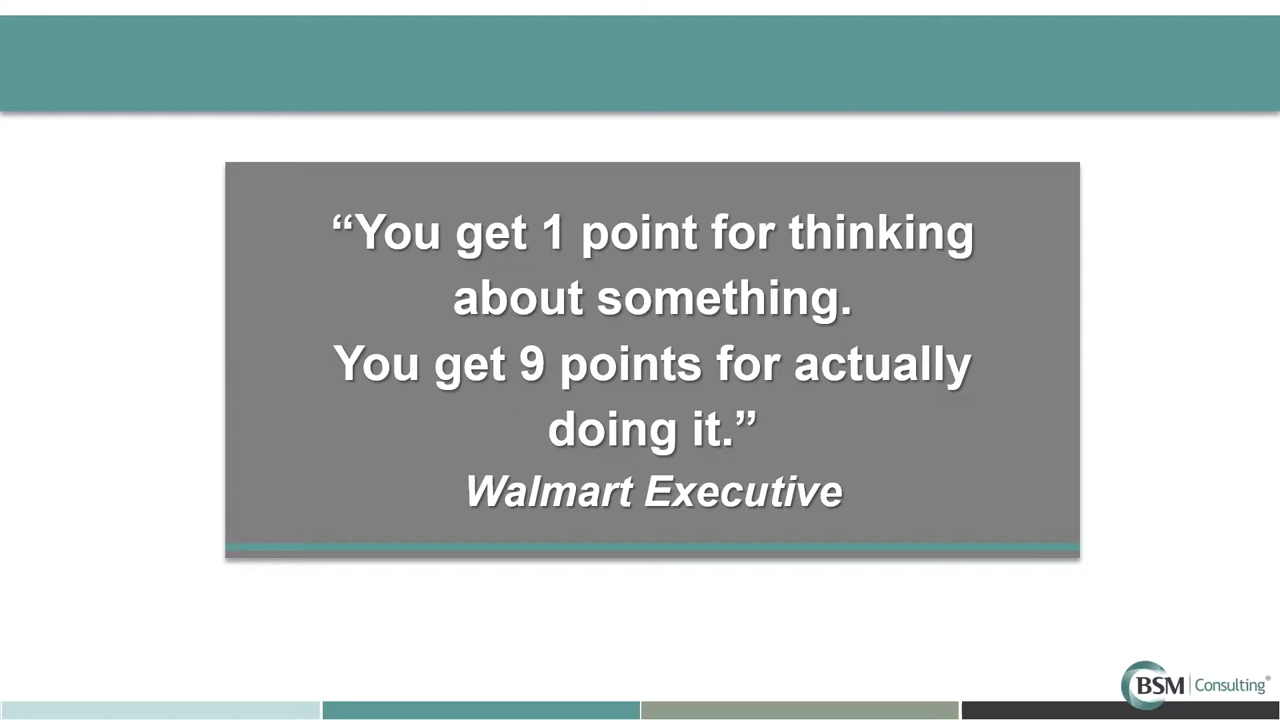 “You get 1 point for thinking
about something.
You get 9 points for actually
doing it.”
Walmart Executive
BSM Consulting®